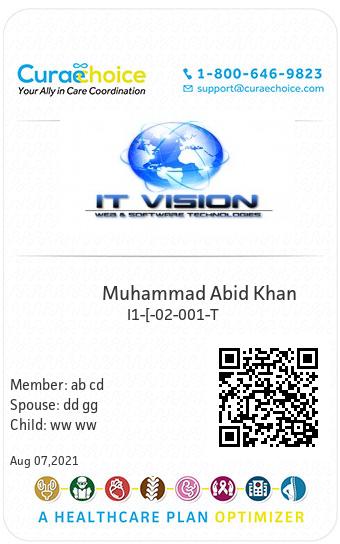 Curaechoice
Your Ally in Care Coordination
1-800-646-9823
support@curaechoice.com
IT VISION
WEB & SOFTWARE TECHNOLOGIES
Muhammad Abid Khan
I1-[-02-001-T
Member: ab cd
Spouse: dd gg
Child: ww ww
Aug 07,2021
A HEALTHCARE PLAN OPTIMIZER